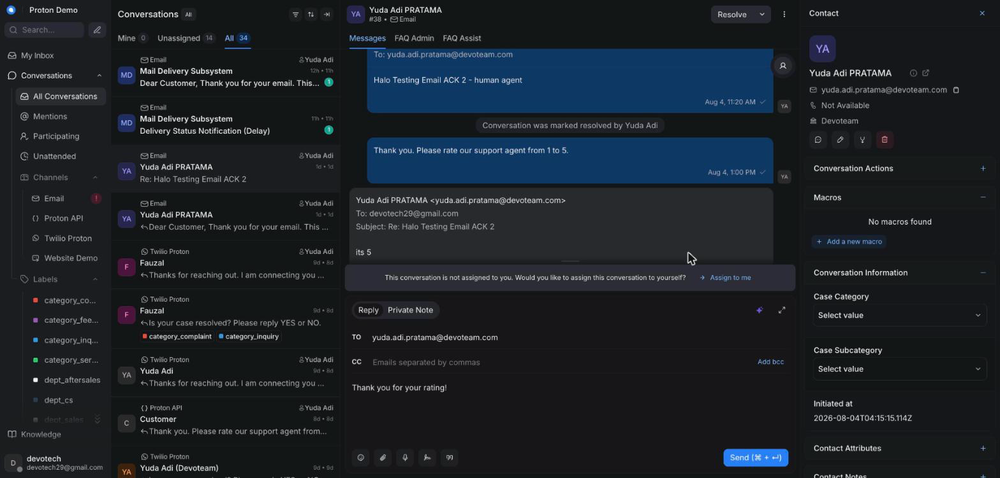 Proton Demo
Search...
My Inbox
Conversations
All Conversations
Mentions
Participating
Unattended
Channels
Email
!
Proton API
Twilio Proton
Website Demo
Labels
category_co...
category_fee...
category_inq...
category_ser...
dept_aftersales
dept_cs
dept_sales
Knowledge
D
devotech
devotech29@gmail.com
Conversations
All
Mine 0
Unassigned 14
All 34
Email
Yuda Adi
MD
Mail Delivery Subsystem
12h • 11h
Dear Customer, Thank you for your email. This...
1
Email
MD
Mail Delivery Subsystem
11h • 11h
Delivery Status Notification (Delay)
1
Email
Yuda Adi
YA
Yuda Adi PRATAMA
1d • 1d
Re: Halo Testing Email ACK 2
Email
Yuda Adi
YA
Yuda Adi PRATAMA
1d • 1d
Dear Customer, Thank you for your email. This ...
Twilio Proton
Yuda Adi
F
Fauzal
9d • 8d
Thanks for reaching out. I am connecting you ...
Twilio Proton
F
Fauzal
9d • 8d
Is your case resolved? Please reply YES or NO.
category_complaint
category_inquiry
Twilio Proton
Yuda Adi
YA
Yuda Adi
9d • 8d
Thanks for reaching out. I am connecting you ...
{ } Proton API
Yuda Adi
C
Customer
8d • 8d
Thank you. Please rate our support agent from...
Twilio Proton
YA
Yuda Adi (Devoteam)
9d • 9d
YA
Yuda Adi PRATAMA
#38 • Email
Resolve
Messages
FAQ Admin
FAQ Assist
To: yuda.adi.pratama@devoteam.com
Halo Testing Email ACK 2 - human agent
Aug 4, 11:20 AM
YA
Conversation was marked resolved by Yuda Adi
Thank you. Please rate our support agent from 1 to 5.
Aug 4, 1:00 PM
YA
Yuda Adi PRATAMA <yuda.adi.pratama@devoteam.com>
To: devotech29@gmail.com
Subject: Re: Halo Testing Email ACK 2
its 5
This conversation is not assigned to you. Would you like to assign this conversation to yourself?
Assign to me
Reply
Private Note
TO
yuda.adi.pratama@devoteam.com
CC
Emails separated by commas
Add bcc
Thank you for your rating!
Send (⌘ + ↵)
Contact
YA
Yuda Adi PRATAMA
yuda.adi.pratama@devoteam.com
Not Available
Devoteam
Conversation Actions
Macros
No macros found
+ Add a new macro
Conversation Information
Case Category
Select value
Case Subcategory
Select value
Initiated at
2026-08-04T04:15:15.114Z
Contact Attributes
Contact Notes